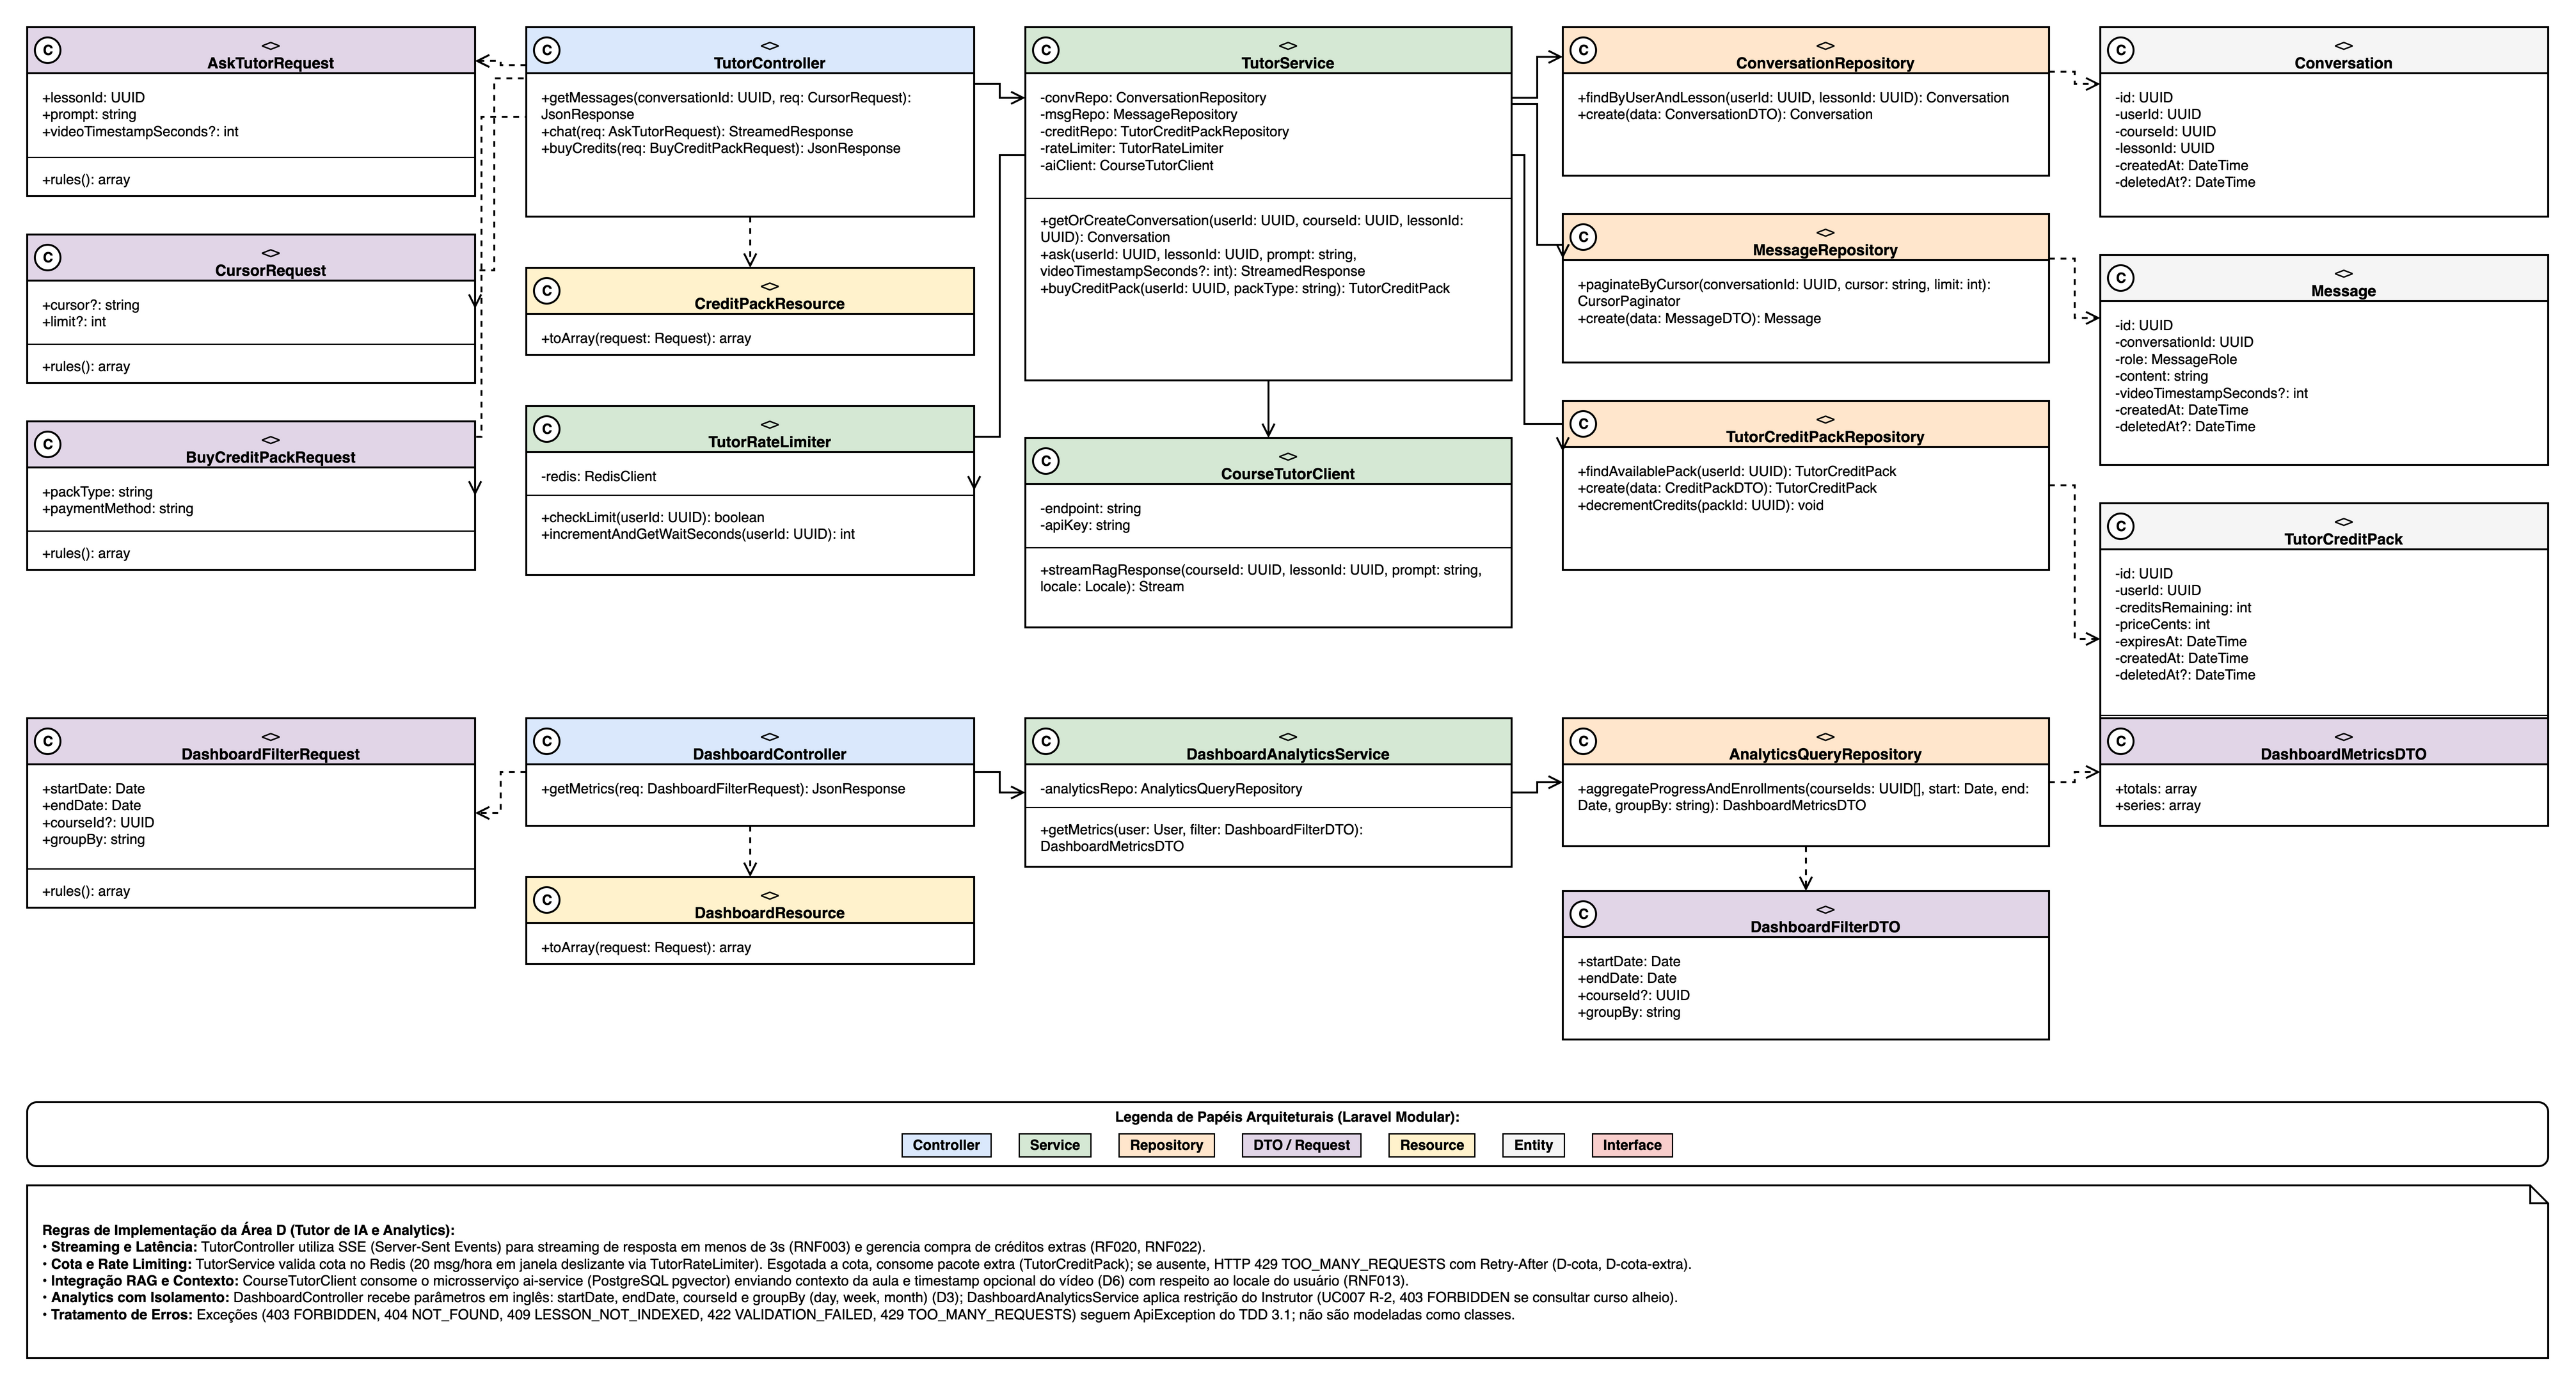 C
<>
AskTutorRequest
+lessonId: UUID
+prompt: string
+videoTimestampSeconds?: int
+rules(): array
C
<>
TutorController
+getMessages(conversationId: UUID, req: CursorRequest):
JsonResponse
+chat(req: AskTutorRequest): StreamedResponse
+buyCredits(req: BuyCreditPackRequest): JsonResponse
C
<>
TutorService
-convRepo: ConversationRepository
-msgRepo: MessageRepository
-creditRepo: TutorCreditPackRepository
-rateLimiter: TutorRateLimiter
-aiClient: CourseTutorClient
+getOrCreateConversation(userId: UUID, courseId: UUID, lessonId:
UUID): Conversation
+ask(userId: UUID, lessonId: UUID, prompt: string,
videoTimestampSeconds?: int): StreamedResponse
+buyCreditPack(userId: UUID, packType: string): TutorCreditPack
C
<>
ConversationRepository
+findByUserAndLesson(userId: UUID, lessonId: UUID): Conversation
+create(data: ConversationDTO): Conversation
C
<>
Conversation
-id: UUID
-userId: UUID
-courseId: UUID
-lessonId: UUID
-createdAt: DateTime
-deletedAt?: DateTime
C
<>
CursorRequest
+cursor?: string
+limit?: int
+rules(): array
C
<>
CreditPackResource
+toArray(request: Request): array
C
<>
MessageRepository
+paginateByCursor(conversationId: UUID, cursor: string, limit: int):
CursorPaginator
+create(data: MessageDTO): Message
C
<>
Message
-id: UUID
-conversationId: UUID
-role: MessageRole
-content: string
-videoTimestampSeconds?: int
-createdAt: DateTime
-deletedAt?: DateTime
C
<>
BuyCreditPackRequest
+packType: string
+paymentMethod: string
+rules(): array
C
<>
TutorRateLimiter
-redis: RedisClient
+checkLimit(userId: UUID): boolean
+incrementAndGetWaitSeconds(userId: UUID): int
C
<>
CourseTutorClient
-endpoint: string
-apiKey: string
+streamRagResponse(courseId: UUID, lessonId: UUID, prompt: string,
locale: Locale): Stream
C
<>
TutorCreditPackRepository
+findAvailablePack(userId: UUID): TutorCreditPack
+create(data: CreditPackDTO): TutorCreditPack
+decrementCredits(packId: UUID): void
C
<>
TutorCreditPack
-id: UUID
-userId: UUID
-creditsRemaining: int
-priceCents: int
-expiresAt: DateTime
-createdAt: DateTime
-deletedAt?: DateTime
C
<>
DashboardFilterRequest
+startDate: Date
+endDate: Date
+courseId?: UUID
+groupBy: string
+rules(): array
C
<>
DashboardController
+getMetrics(req: DashboardFilterRequest): JsonResponse
C
<>
DashboardAnalyticsService
-analyticsRepo: AnalyticsQueryRepository
+getMetrics(user: User, filter: DashboardFilterDTO):
DashboardMetricsDTO
C
<>
AnalyticsQueryRepository
+aggregateProgressAndEnrollments(courseIds: UUID[], start: Date, end:
Date, groupBy: string): DashboardMetricsDTO
C
<>
DashboardMetricsDTO
+totals: array
+series: array
C
<>
DashboardResource
+toArray(request: Request): array
C
<>
DashboardFilterDTO
+startDate: Date
+endDate: Date
+courseId?: UUID
+groupBy: string
Legenda de Papéis Arquiteturais (Laravel Modular):
Controller Service Repository DTO / Request Resource Entity Interface
Regras de Implementação da Área D (Tutor de IA e Analytics):
• Streaming e Latência: TutorController utiliza SSE (Server-Sent Events) para streaming de resposta em menos de 3s (RNF003) e gerencia compra de créditos extras (RF020, RNF022).
• Cota e Rate Limiting: TutorService valida cota no Redis (20 msg/hora em janela deslizante via TutorRateLimiter). Esgotada a cota, consome pacote extra (TutorCreditPack); se ausente, HTTP 429 TOO_MANY_REQUESTS com Retry-After (D-cota, D-cota-extra).
• Integração RAG e Contexto: CourseTutorClient consome o microsserviço ai-service (PostgreSQL pgvector) enviando contexto da aula e timestamp opcional do vídeo (D6) com respeito ao locale do usuário (RNF013).
• Analytics com Isolamento: DashboardController recebe parâmetros em inglês: startDate, endDate, courseId e groupBy (day, week, month) (D3); DashboardAnalyticsService aplica restrição do Instrutor (UC007 R-2, 403 FORBIDDEN se consultar curso alheio).
• Tratamento de Erros: Exceções (403 FORBIDDEN, 404 NOT_FOUND, 409 LESSON_NOT_INDEXED, 422 VALIDATION_FAILED, 429 TOO_MANY_REQUESTS) seguem ApiException do TDD 3.1; não são modeladas como classes.